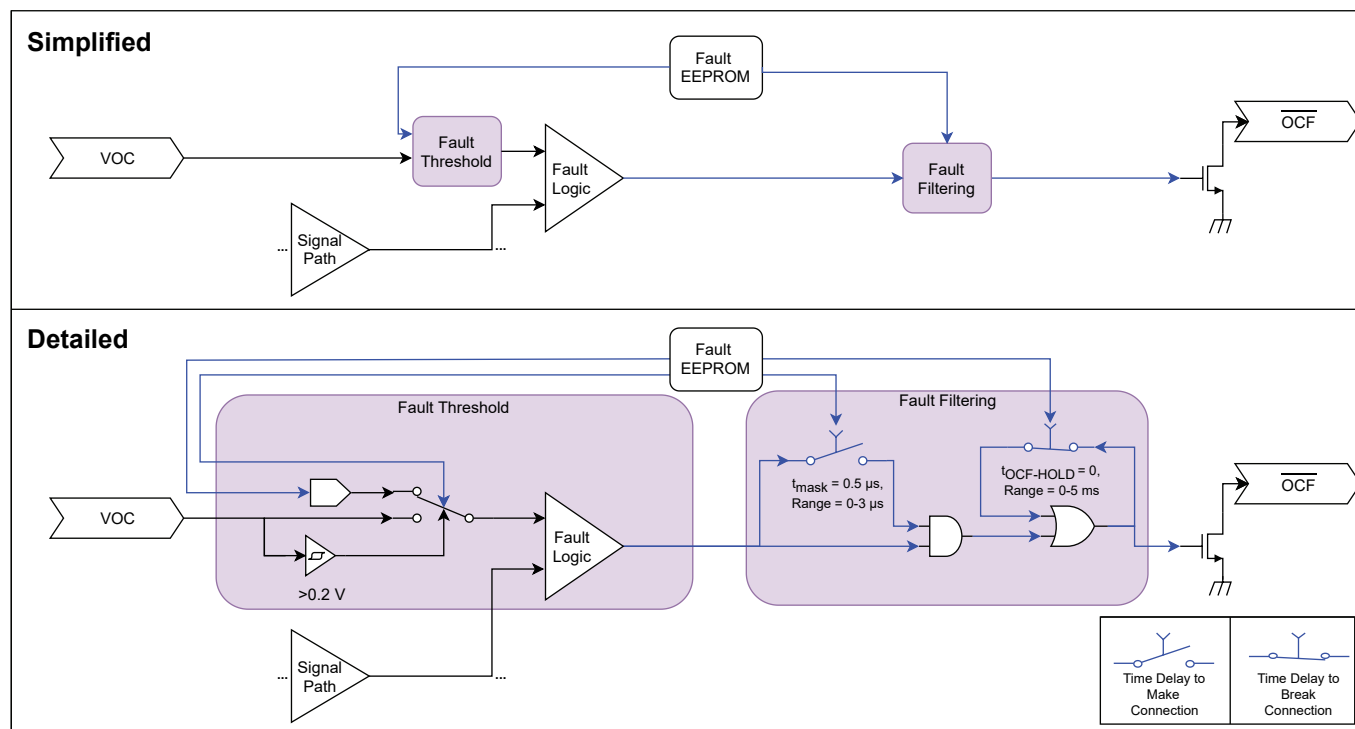 Simplified
Fault
EEPROM
OCF
VOC
Fault
Threshold
Fault
Logic
Fault
Filtering
Signal
Path
...
...
Detailed
Fault
EEPROM
Fault Threshold
Fault Filtering
tmask = 0.5 µs,
Range = 0-3 µs
tOCF-HOLD = 0,
Range = 0-5 ms
OCF
VOC
Fault
Logic
>0.2 V
Signal
Path
...
...
Time Delay to
Make
Connection
Time Delay to
Break
Connection